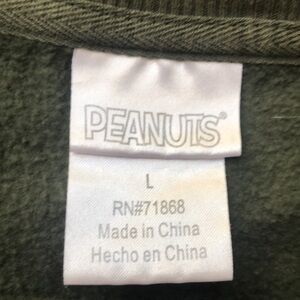 PEANUTS®
L
RN#71868
Made in China
Hecho en China